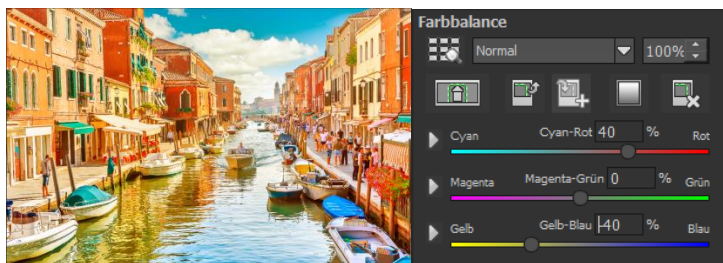 Farbbalance
Normal 100%
Cyan Cyan-Rot 40 % Rot
Magenta Magenta-Grün 0 % Grün
Gelb Gelb-Blau -40 % Blau